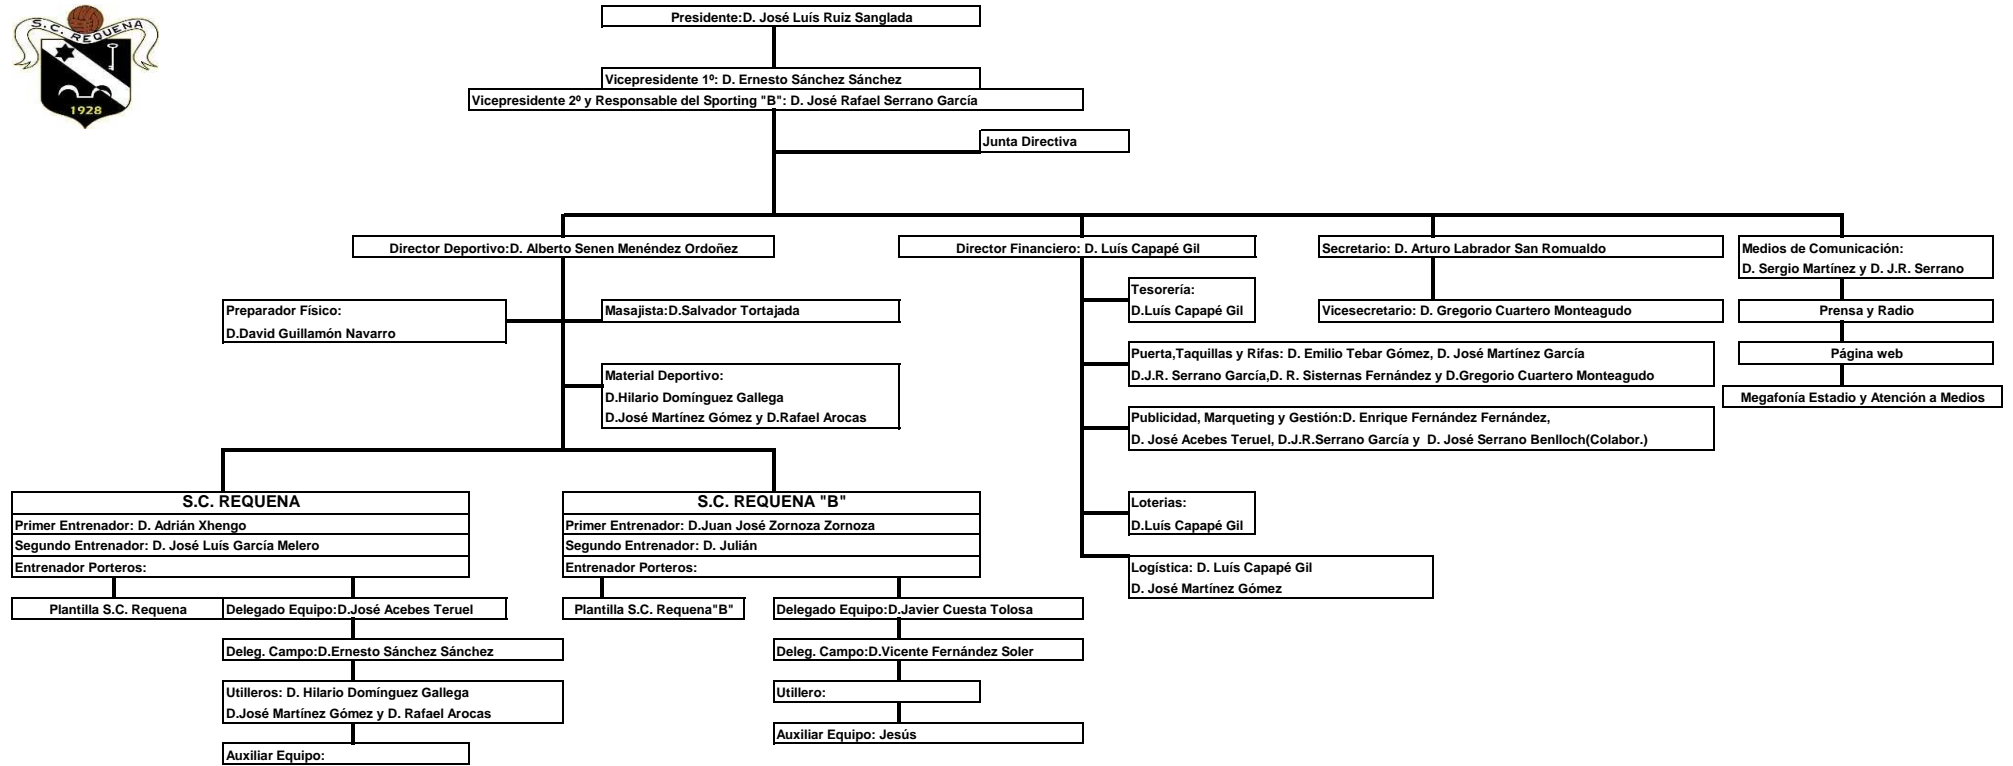 S.C. REQUENA
1928
Presidente:D. José Luís Ruiz Sanglada
Vicepresidente 1º: D. Ernesto Sánchez Sánchez
Vicepresidente 2º y Responsable del Sporting "B": D. José Rafael Serrano García
Junta Directiva
Director Deportivo:D. Alberto Senen Menéndez Ordoñez
Director Financiero: D. Luís Capapé Gil
Secretario: D. Arturo Labrador San Romualdo
Medios de Comunicación:
D. Sergio Martínez y D. J.R. Serrano
Preparador Físico:
D.David Guillamón Navarro
Masajista:D.Salvador Tortajada
Tesorería:
D.Luís Capapé Gil
Vicesecretario: D. Gregorio Cuartero Monteagudo
Prensa y Radio
Página web
Megafonía Estadio y Atención a Medios
Puerta,Taquillas y Rifas: D. Emilio Tebar Gómez, D. José Martínez García
D.J.R. Serrano García,D. R. Sisternas Fernández y D.Gregorio Cuartero Monteagudo
Material Deportivo:
D.Hilario Domínguez Gallega
D.José Martínez Gómez y D.Rafael Arocas
Publicidad, Marqueting y Gestión:D. Enrique Fernández Fernández,
D. José Acebes Teruel, D.J.R.Serrano García y  D. José Serrano Benlloch(Colabor.)
Loterias:
D.Luís Capapé Gil
Logística: D. Luís Capapé Gil
D. José Martínez Gómez
S.C. REQUENA
Primer Entrenador: D. Adrián Xhengo
Segundo Entrenador: D. José Luís García Melero
Entrenador Porteros:
Plantilla S.C. Requena
Delegado Equipo:D.José Acebes Teruel
Deleg. Campo:D.Ernesto Sánchez Sánchez
Utilleros: D. Hilario Domínguez Gallega
D.José Martínez Gómez y D. Rafael Arocas
Auxiliar Equipo:
S.C. REQUENA "B"
Primer Entrenador: D.Juan José Zornoza Zornoza
Segundo Entrenador: D. Julián
Entrenador Porteros:
Plantilla S.C. Requena"B"
Delegado Equipo:D.Javier Cuesta Tolosa
Deleg. Campo:D.Vicente Fernández Soler
Utillero:
Auxiliar Equipo: Jesús